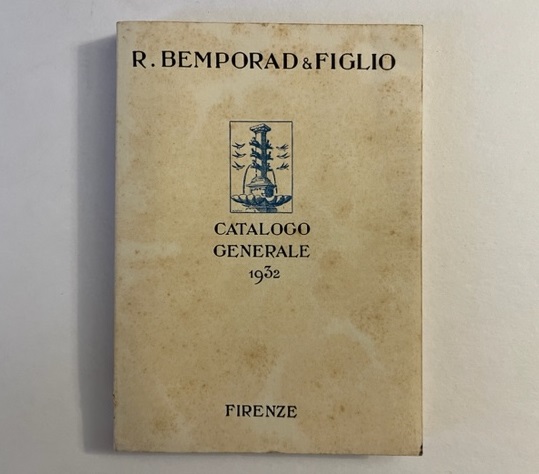 R. BEMPORAD & FIGLIO
CATALOGO
GENERALE
1932
FIRENZE